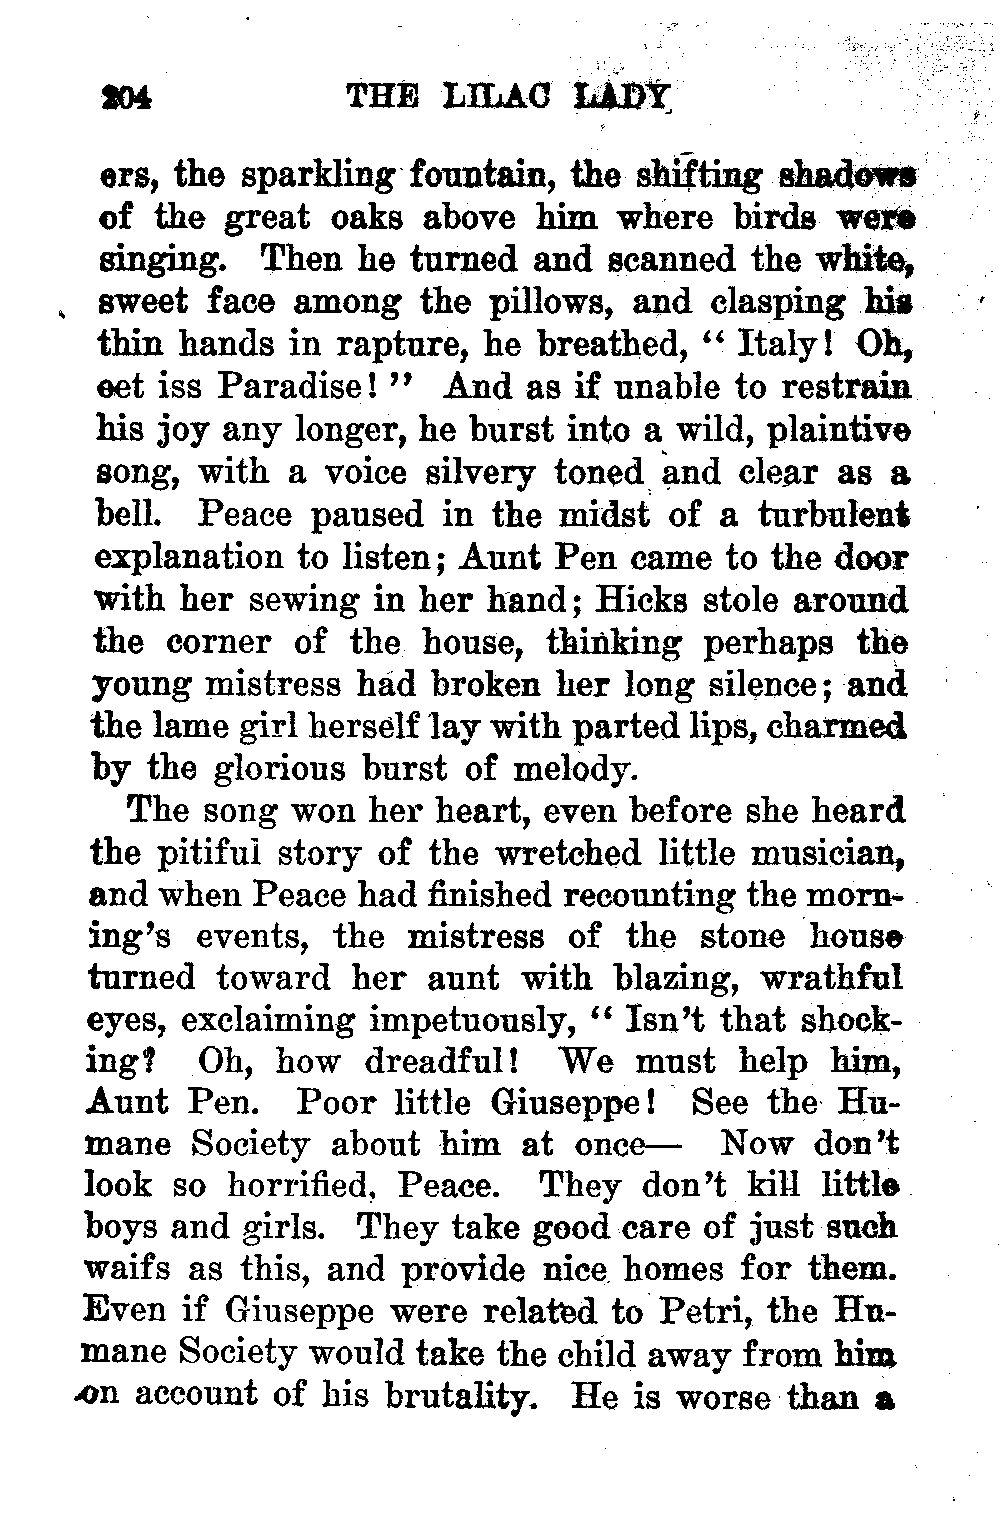 204 THE LILAC LADY
ers, the sparkling fountain, the shifting shadows
of the great oaks above him where birds were
singing. Then he turned and scanned the white,
sweet face among the pillows, and clasping his
thin hands in rapture, he breathed, “ Italy! Oh,
eet iss Paradise! ” And as if unable to restrain
his joy any longer, he burst into a wild, plaintive
song, with a voice silvery toned and clear as a
bell. Peace paused in the midst of a turbulent
explanation to listen; Aunt Pen came to the door
with her sewing in her hand; Hicks stole around
the corner of the house, thinking perhaps the
young mistress had broken her long silence; and
the lame girl herself lay with parted lips, charmed
by the glorious burst of melody.
The song won her heart, even before she heard
the pitiful story of the wretched little musician,
and when Peace had finished recounting the morn-
ing’s events, the mistress of the stone house
turned toward her aunt with blazing, wrathful
eyes, exclaiming impetuously, “ Isn’t that shock-
ing? Oh, how dreadful! We must help him,
Aunt Pen. Poor little Giuseppe! See the Hu-
mane Society about him at once— Now don’t
look so horrified, Peace. They don’t kill little
boys and girls. They take good care of just such
waifs as this, and provide nice homes for them.
Even if Giuseppe were related to Petri, the Hu-
mane Society would take the child away from him
on account of his brutality. He is worse than a